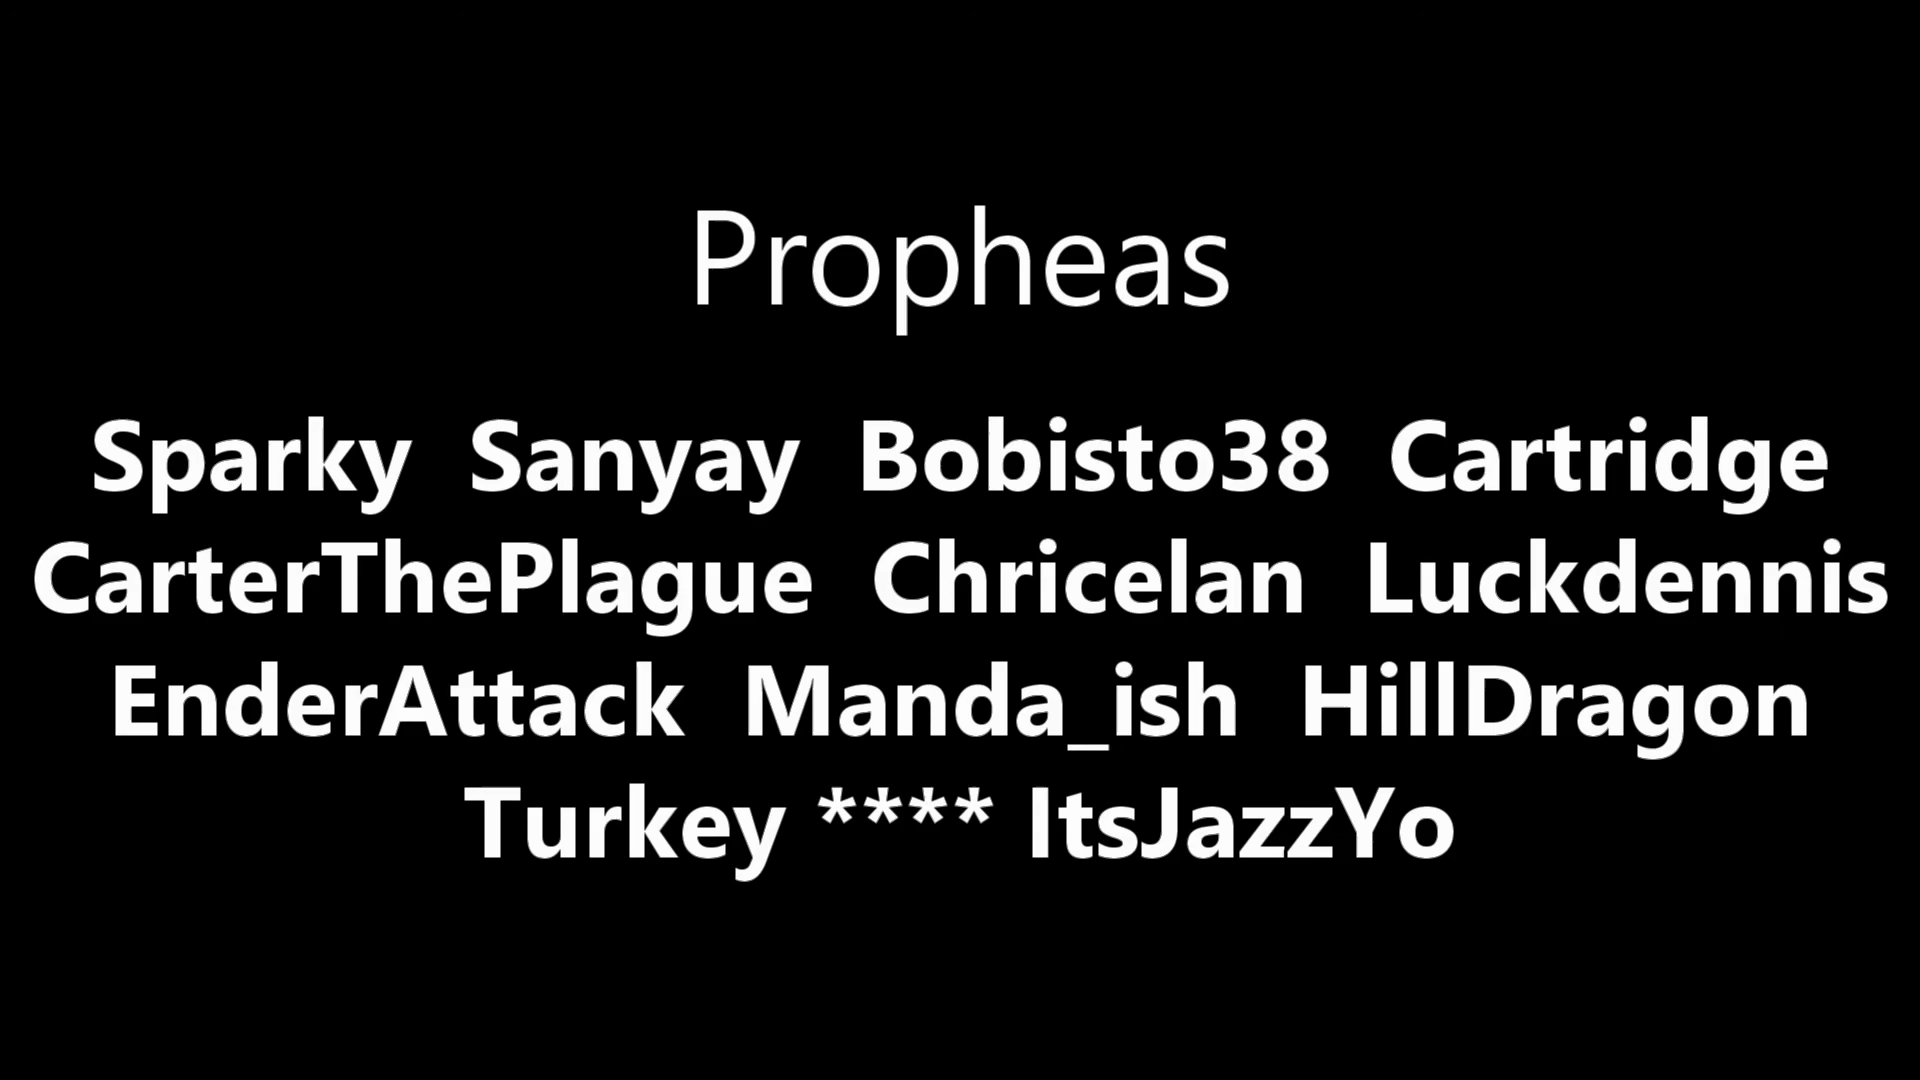 Propheas
Sparky Sanyay Bobisto38 Cartridge
CarterThePlague Chricelan Luckdennis
EnderAttack Manda_ish HillDragon
Turkey **** ItsJazzYo